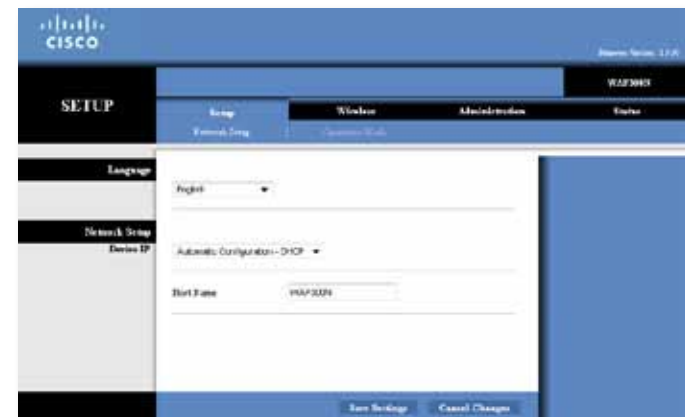 CISCO
WAP300N
SETUP
Setup
Wireless
Administration
Status
Network Setup
Language
English
Network Setup
Device IP
Automatic Configuration - DHCP
Host Name
WAP300N
Save Settings
Cancel Changes